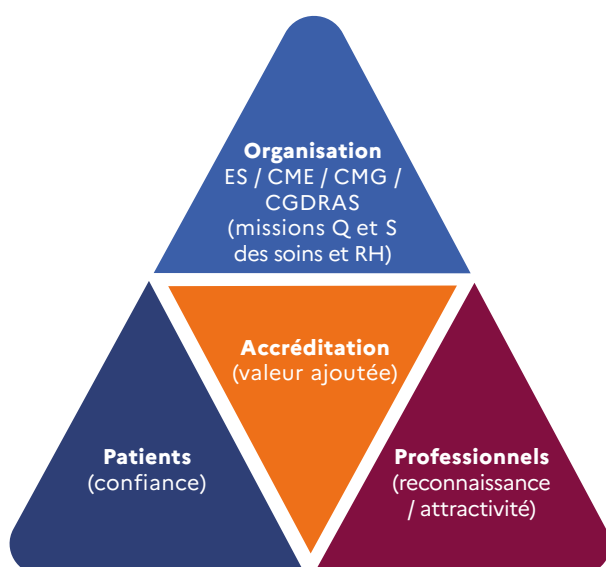 Organisation
ES / CME / CMG /
CGDRAS
(missions Q et S
des soins et RH)
Accréditation
(valeur ajoutée)
Patients
(confiance)
Professionnels
(reconnaissance
/ attractivité)